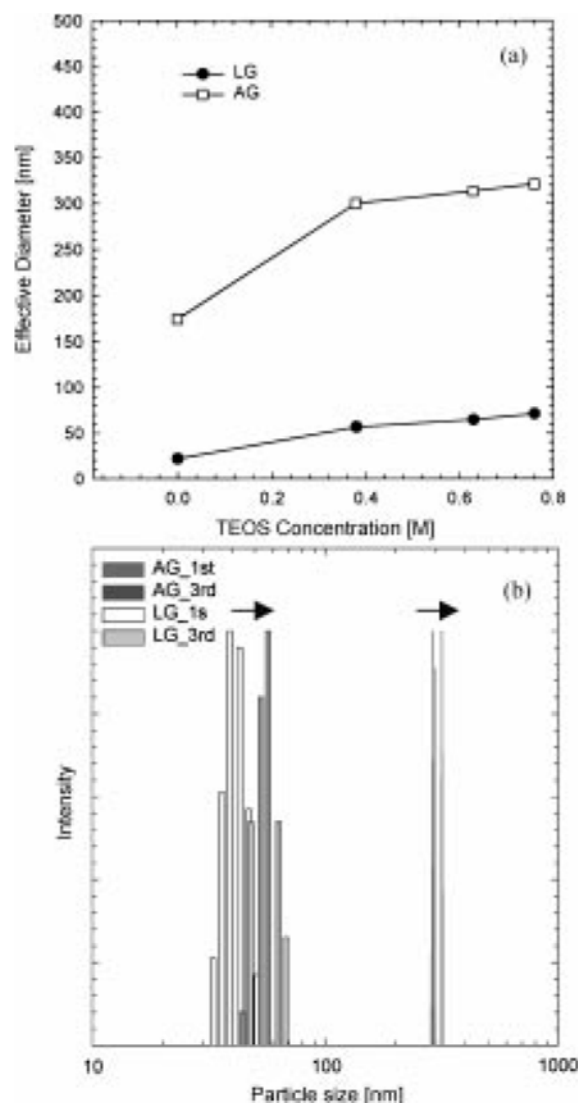 500
(a)
450
LG
400
AG
350
300
250
200
150
100
50
0
Effective Diameter [nm]
0.0 0.2 0.4 0.6 0.8
TEOS Concentration [M]
AG_1st
(b)
AG_3rd
LG_1s
LG_3rd
Intensity
10 100 1000
Particle size [nm]